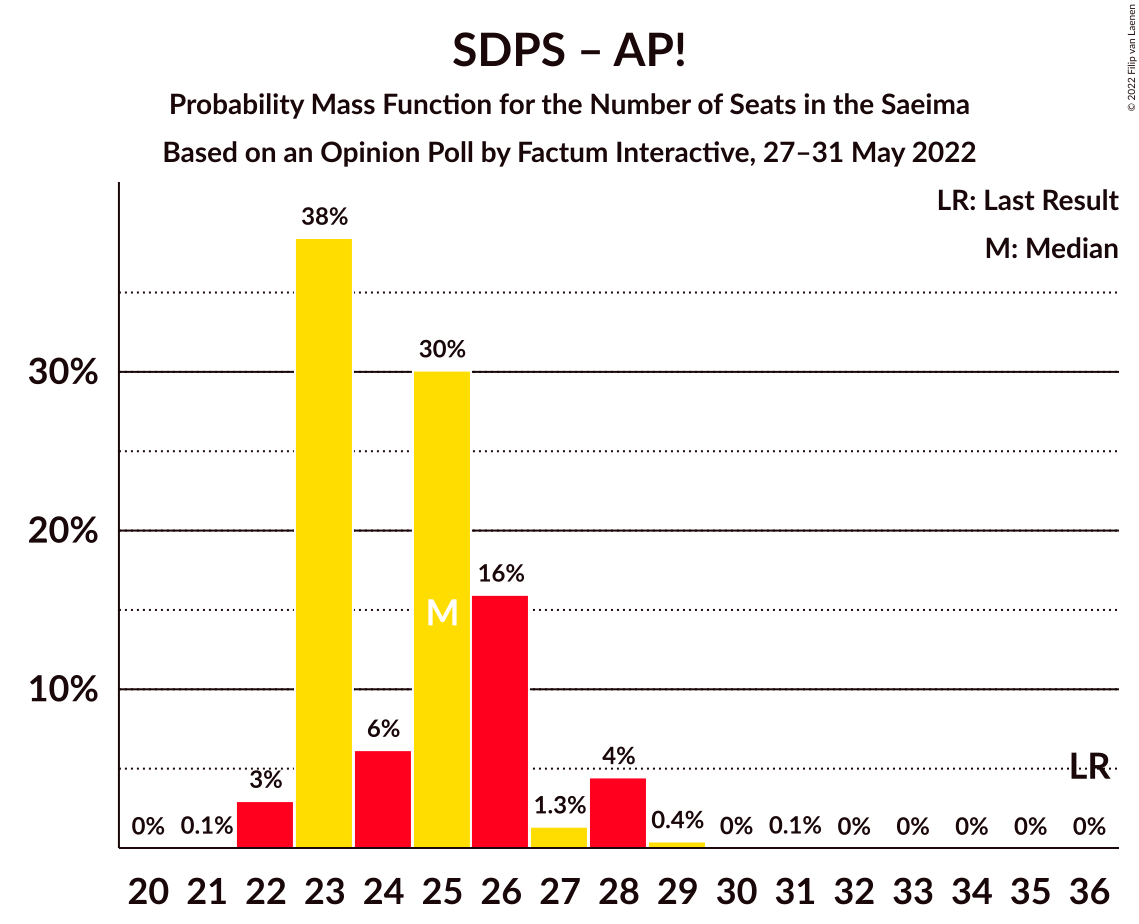 SDPS – AP!
Probability Mass Function for the Number of Seats in the Saeima
Based on an Opinion Poll by Factum Interactive, 27–31 May 2022
© 2022 Filip van Laenen
LR: Last Result
M: Median
38%
30%
30%
20%
16%
M
10%
6%
4%
LR
3%
1.3%
0% 0.1% 0.4% 0% 0.1% 0% 0% 0% 0% 0%
20 21 22 23 24 25 26 27 28 29 30 31 32 33 34 35 36